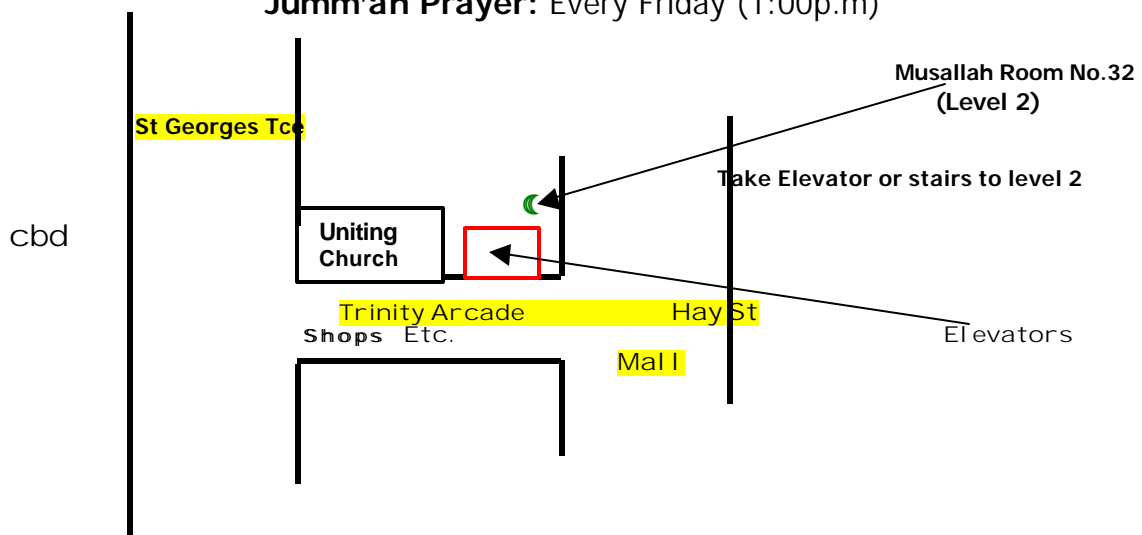 Jumm'ah Prayer: Every Friday (1:00p.m)
Musallah Room No.32
(Level 2)
St Georges Tce
Take Elevator or stairs to level 2
cbd
Uniting
Church
Trinity Arcade
Hay St
Shops Etc.
Elevators
Mall